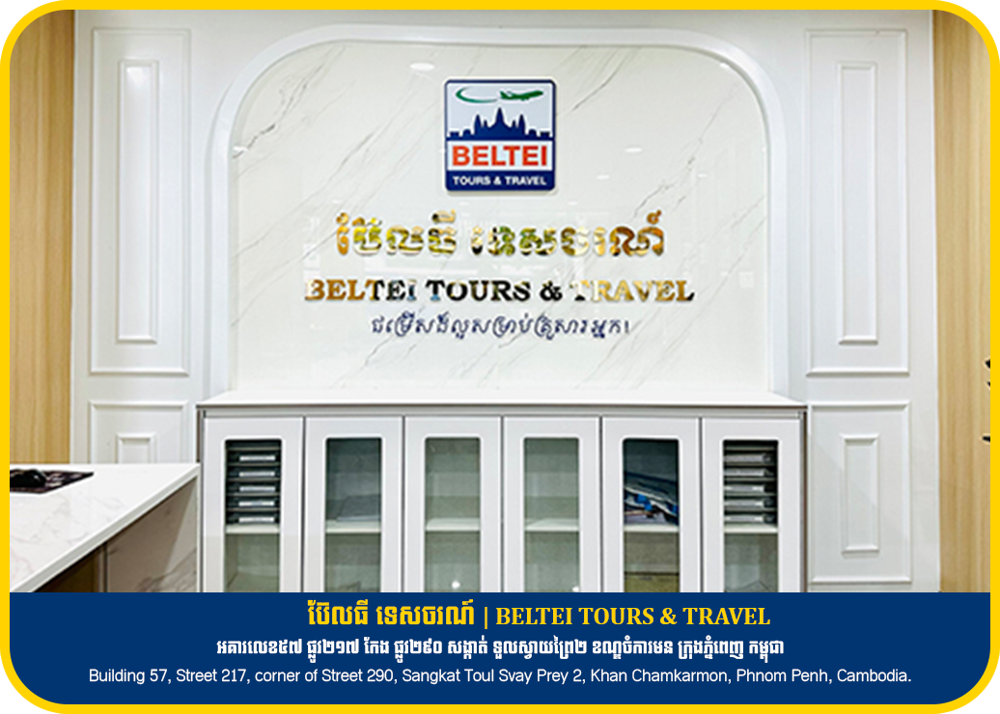 BELTEI
TOURS & TRAVEL
ប៊ែលធី ទេសចរណ៍
BELTEI TOURS & TRAVEL
ជម្រើសដ៏ល្អសម្រាប់គ្រួសារអ្នក!
ប៊ែលធី ទេសចរណ៍ | BELTEI TOURS & TRAVEL
អគារលេខ៥៧ ផ្លូវ២១៧ កែង ផ្លូវ២៩០ សង្កាត់ ទួលស្វាយព្រៃ២ ខណ្ឌចំការមន ក្រុងភ្នំពេញ កម្ពុជា
Building 57, Street 217, corner of Street 290, Sangkat Toul Svay Prey 2, Khan Chamkarmon, Phnom Penh, Cambodia.